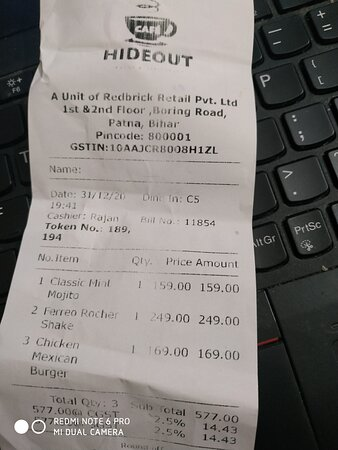 HIDEOUT
A Unit of Redbrick Retail Pvt. Ltd
1st &2nd Floor ,Boring Road,
Patna, Bihar
Pincode: 800001
GSTIN:10AAJCR8008H1ZL
Name:
Date: 31/12/20 Dine In: C5
19:41
Cashier: Rajan Bill No.: 11854
Token No.: 189,
194
No.Item Qty. Price Amount
1 Classic Mint 1 159.00 159.00
Mojito
2 Ferreo Rocher 1 249.00 249.00
Shake
3 Chicken 1 169.00 169.00
Mexican
Burger
Total Qty: 3 Sub Total 577.00
577.00@ CGST 2.5% 14.43
2.5% 14.43
Round off
REDMI NOTE 6 PRO
MI DUAL CAMERA
F6
PrtSc
AltGr